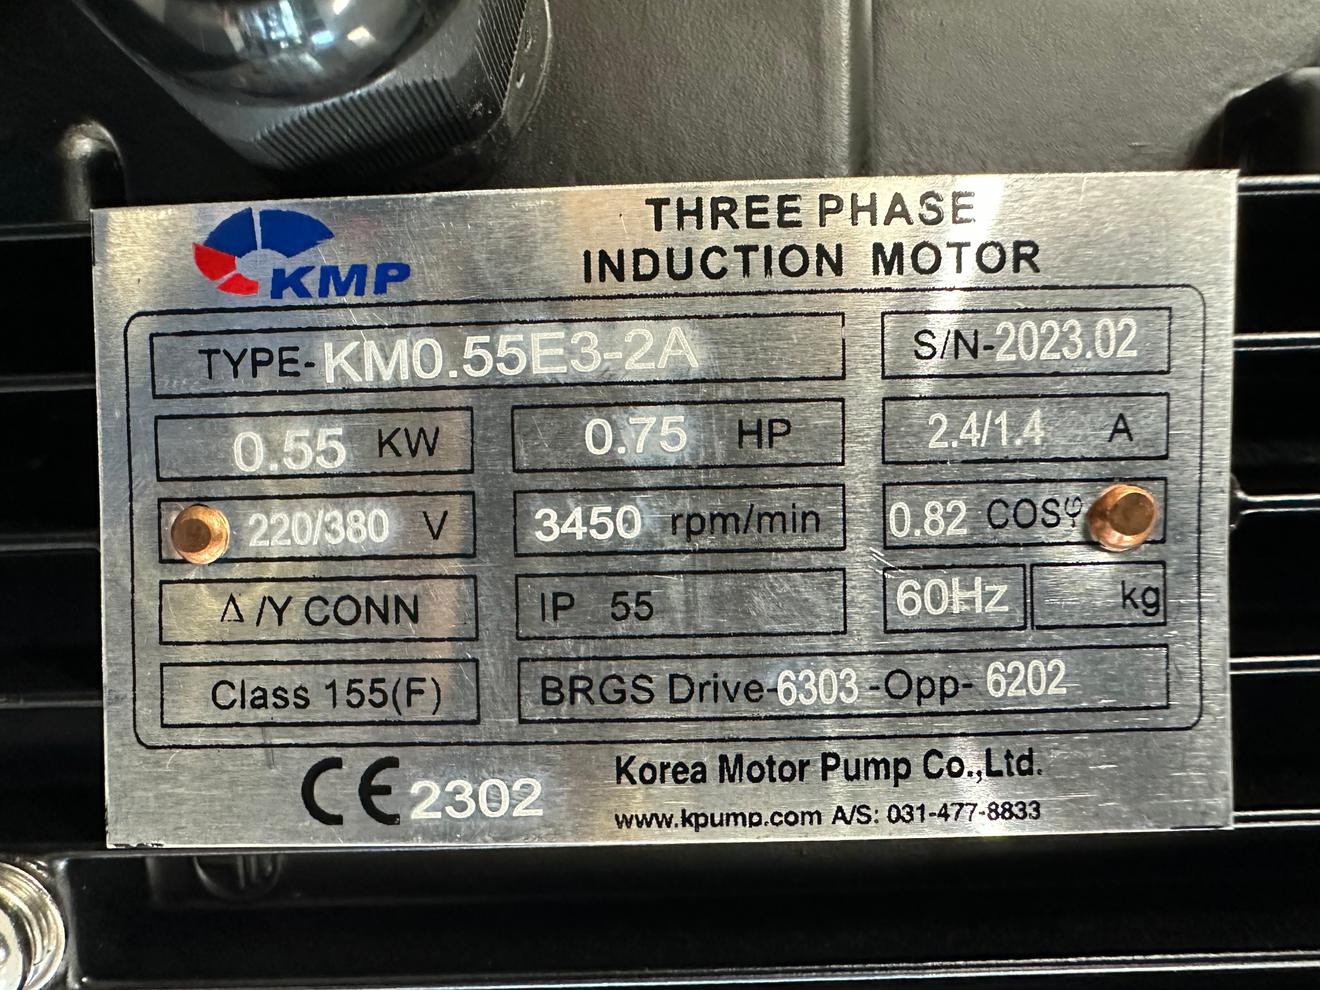 KMP
THREE PHASE
INDUCTION MOTOR
TYPE-KM0.55E3-2A
S/N-2023.02
0.55 KW
0.75 HP
2.4/1.4 A
220/380 V
3450 rpm/min
0.82 COSφ
Δ/Y CONN
IP 55
60Hz
kg
Class 155(F)
BRGS Drive-6303 -Opp- 6202
CE 2302
Korea Motor Pump Co.,Ltd.
www.kpump.com A/S: 031-477-8833